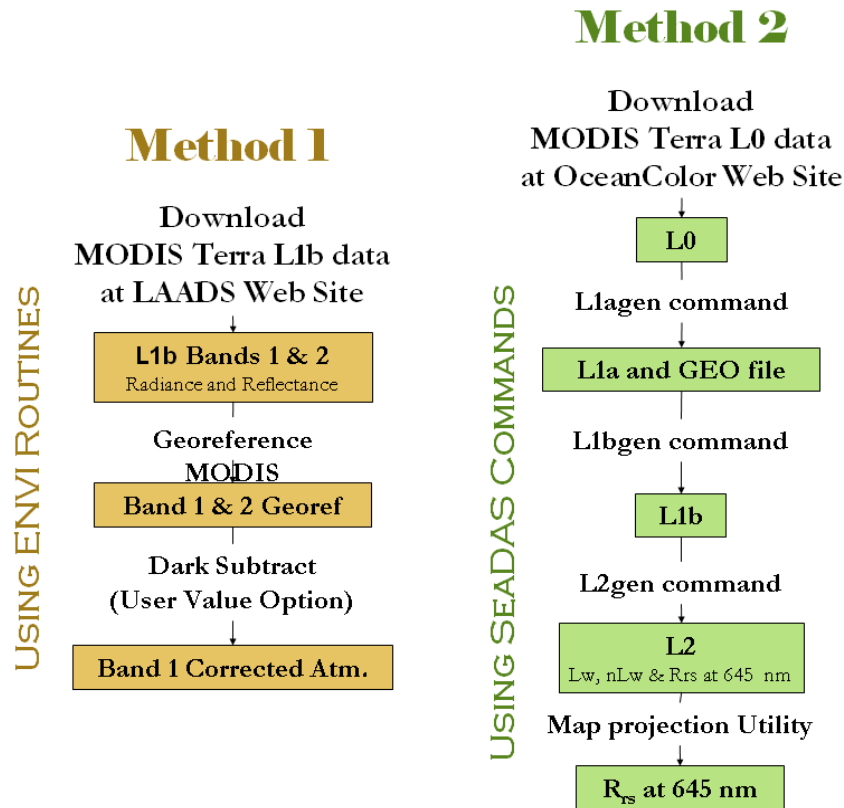 Method 1
Download
MODIS Terra L1b data
at LAADS Web Site
L1b Bands 1 & 2
Radiance and Reflectance
Georeference
MODIS
Band 1 & 2 Georef
Dark Subtract
(User Value Option)
Band 1 Corrected Atm.
USING ENVI ROUTINES
Method 2
Download
MODIS Terra L0 data
at OceanColor Web Site
L0
L1agen command
L1a and GEO file
L1bgen command
L1b
L2gen command
L2
Lw, nLw & Rrs at 645 nm
Map projection Utility
Rrs at 645 nm
USING SEADAS COMMANDS